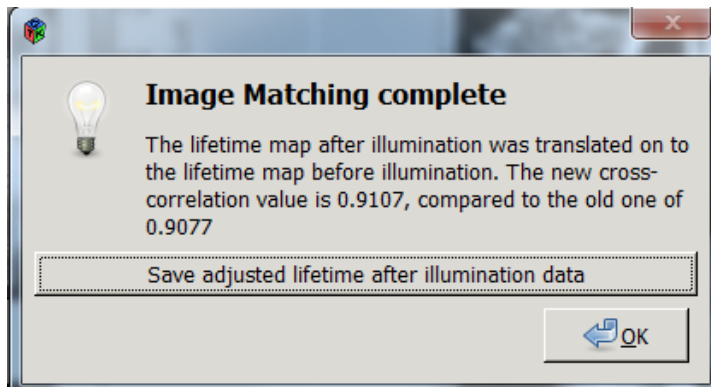 Image Matching complete
The lifetime map after illumination was translated on to
the lifetime map before illumination. The new cross-
correlation value is 0.9107, compared to the old one of
0.9077
Save adjusted lifetime after illumination data
OK